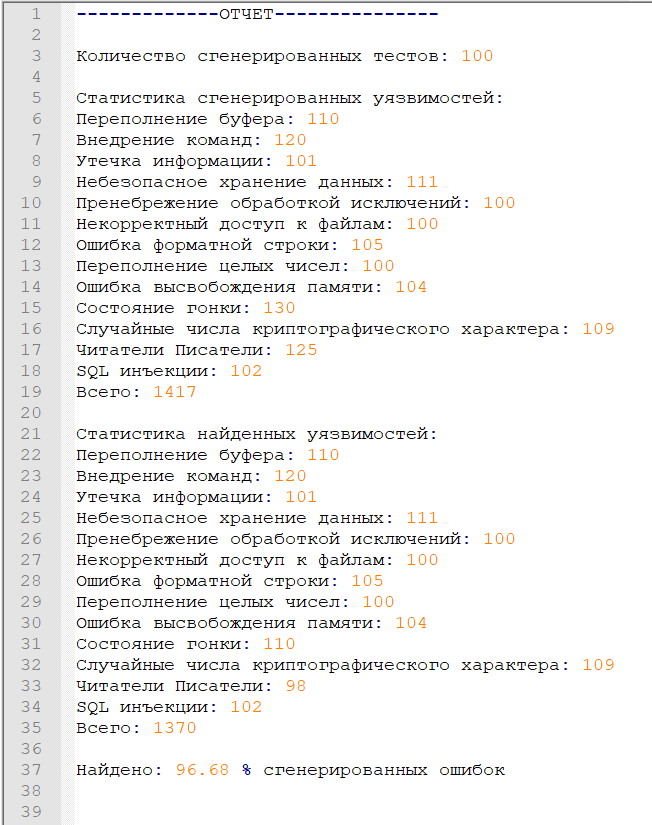 1 -------------ОТЧЕТ---------------
2
3 Количество сгенерированных тестов: 100
4
5 Статистика сгенерированных уязвимостей:
6 Переполнение буфера: 110
7 Внедрение команд: 120
8 Утечка информации: 101
9 Небезопасное хранение данных: 111
10 Пренебрежение обработкой исключений: 100
11 Некорректный доступ к файлам: 100
12 Ошибка форматной строки: 105
13 Переполнение целых чисел: 100
14 Ошибка высвобождения памяти: 104
15 Состояние гонки: 130
16 Случайные числа криптографического характера: 109
17 Читатели Писатели: 125
18 SQL инъекции: 102
19 Всего: 1417
20
21 Статистика найденных уязвимостей:
22 Переполнение буфера: 110
23 Внедрение команд: 120
24 Утечка информации: 101
25 Небезопасное хранение данных: 111
26 Пренебрежение обработкой исключений: 100
27 Некорректный доступ к файлам: 100
28 Ошибка форматной строки: 105
29 Переполнение целых чисел: 100
30 Ошибка высвобождения памяти: 104
31 Состояние гонки: 110
32 Случайные числа криптографического характера: 109
33 Читатели Писатели: 98
34 SQL инъекции: 102
35 Всего: 1370
36
37 Найдено: 96.68 % сгенерированных ошибок
38
39